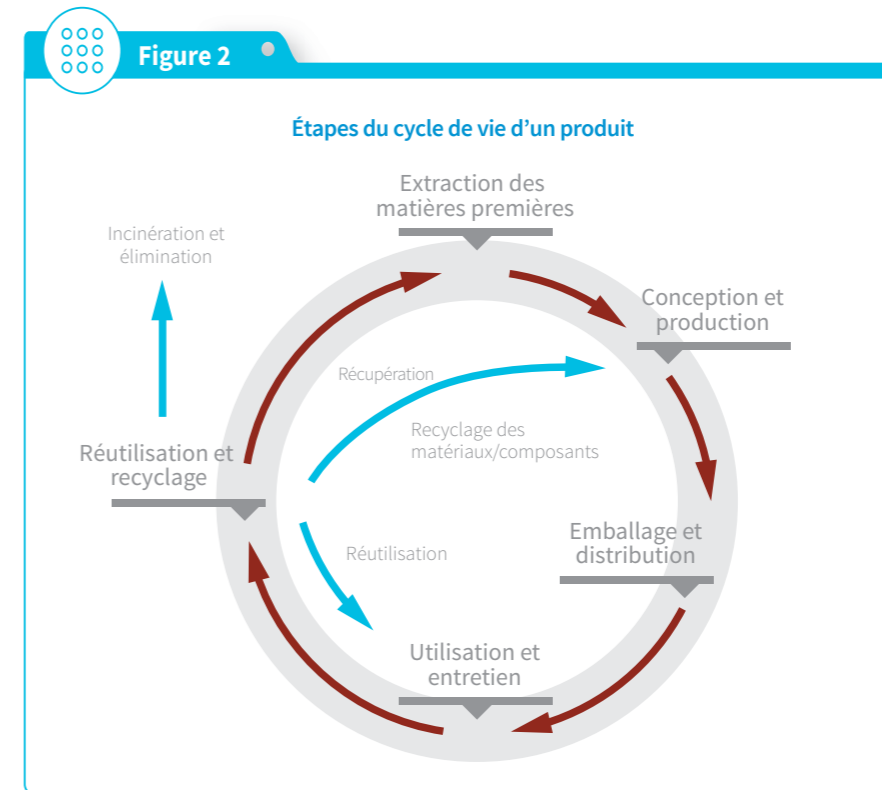 Figure 2
Étapes du cycle de vie d’un produit
Extraction des
matières premières
Incinération et
élimination
Conception et
production
Récupération
Recyclage des
matériaux/composants
Réutilisation et
recyclage
Emballage et
distribution
Réutilisation
Utilisation et
entretien